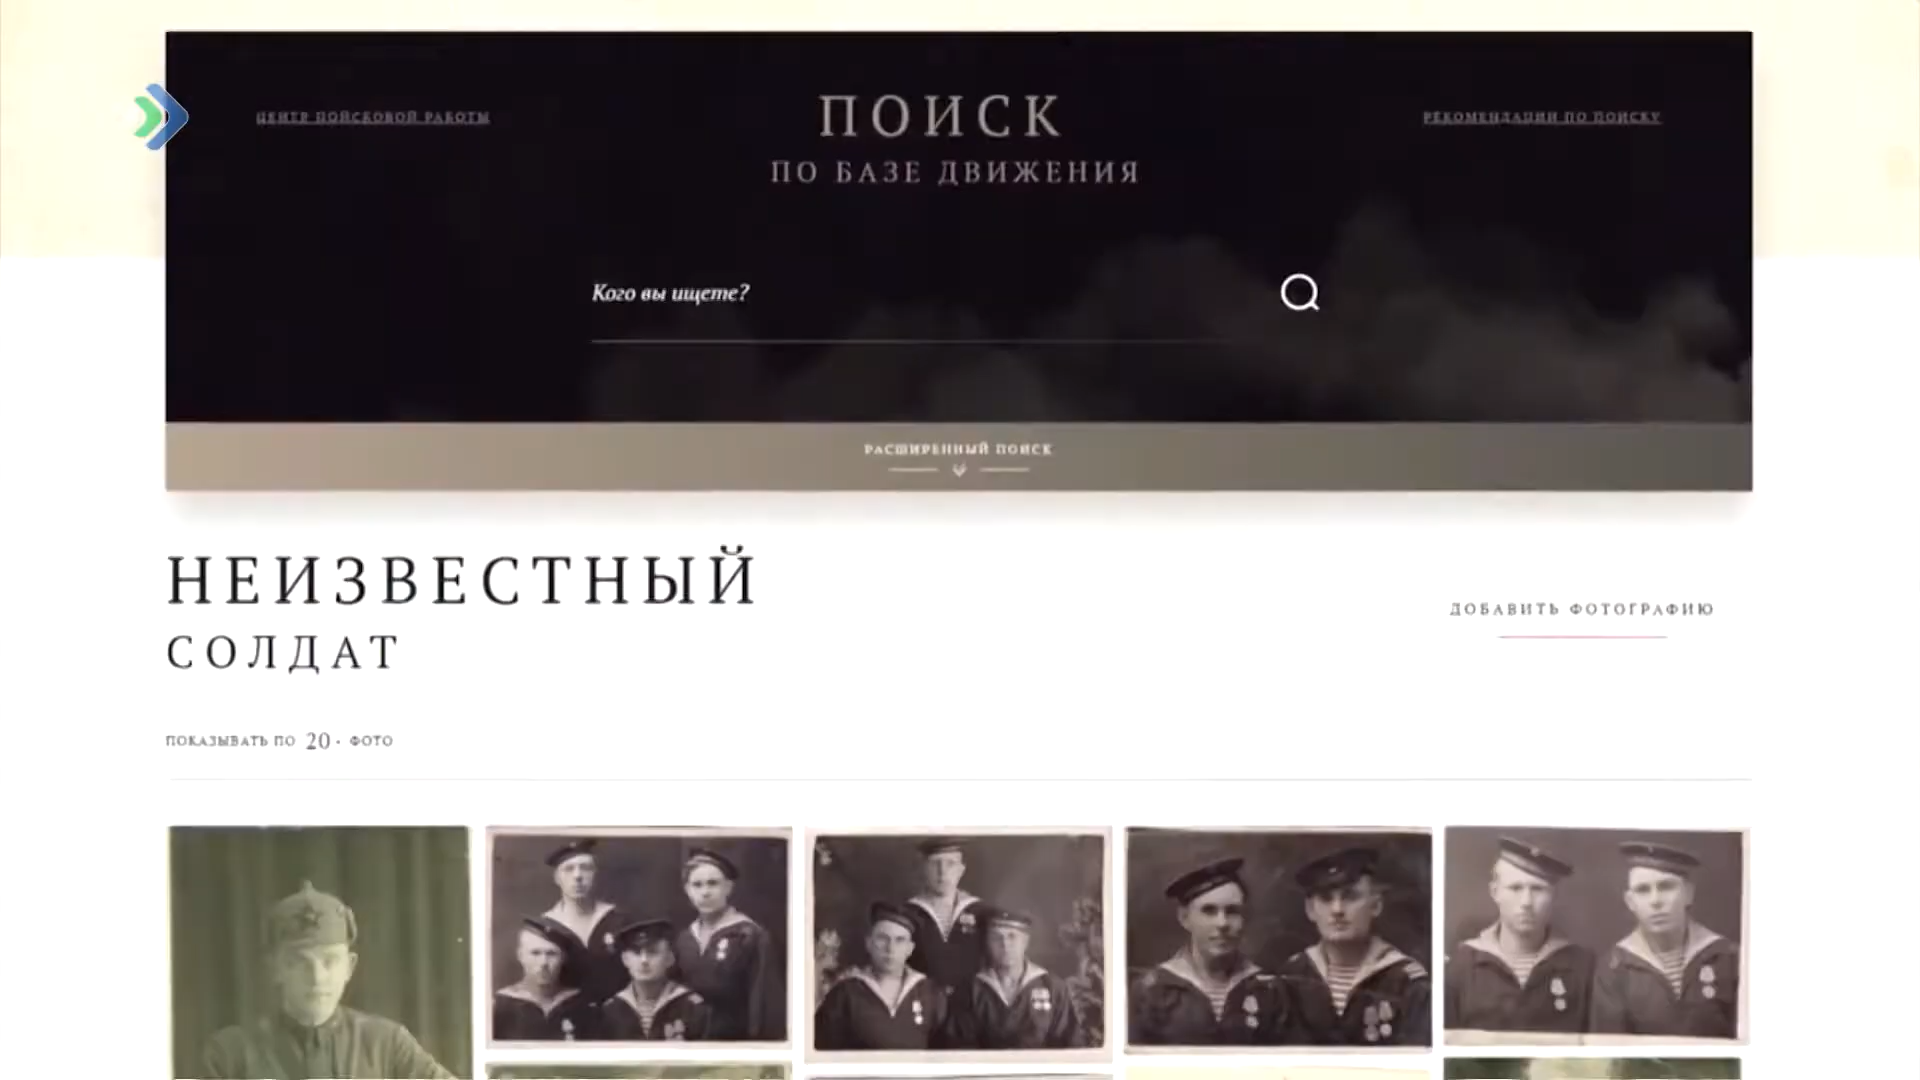 ЦЕНТР ПОИСКОВОЙ РАБОТЫ
ПОИСК
ПО БАЗЕ ДВИЖЕНИЯ
РЕКОМЕНДАЦИИ ПО ПОИСКУ
Кого вы ищете?
РАСШИРЕННЫЙ ПОИСК
НЕИЗВЕСТНЫЙ
СОЛДАТ
ДОБАВИТЬ ФОТОГРАФИЮ
ПОКАЗЫВАТЬ ПО 20 ФОТО